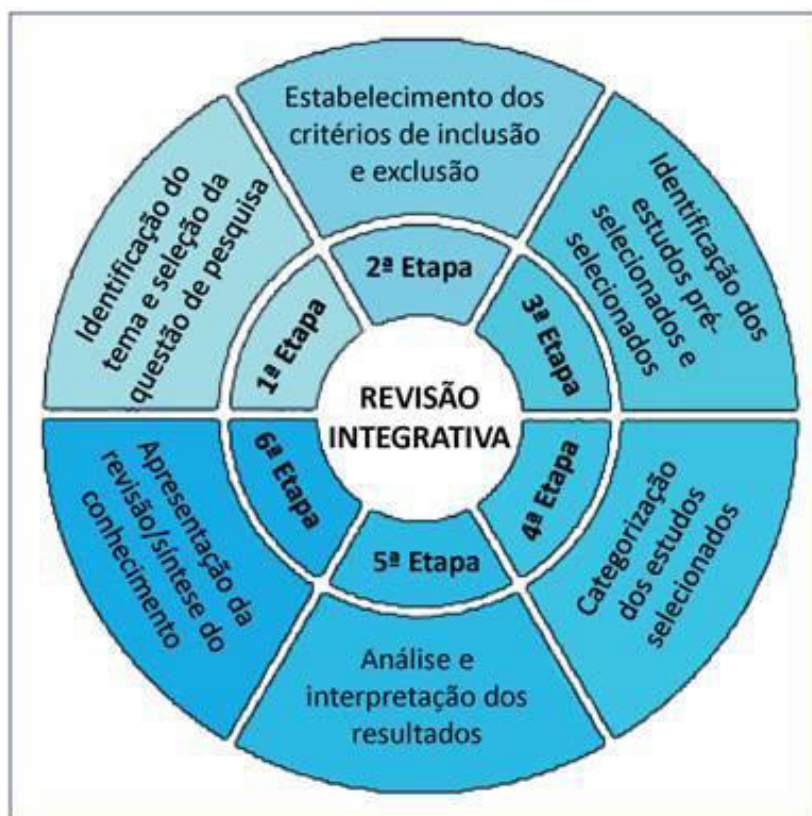 REVISÃO
INTEGRATIVA
1ª Etapa
Identificação do
tema e seleção da
questão de pesquisa
2ª Etapa
Estabelecimento dos
critérios de inclusão
e exclusão
3ª Etapa
Identificação dos
estudos pré-
selecionados e
selecionados
4ª Etapa
Categorização
dos estudos
selecionados
5ª Etapa
Análise e
interpretação dos
resultados
6ª Etapa
Apresentação da
revisão/síntese do
conhecimento